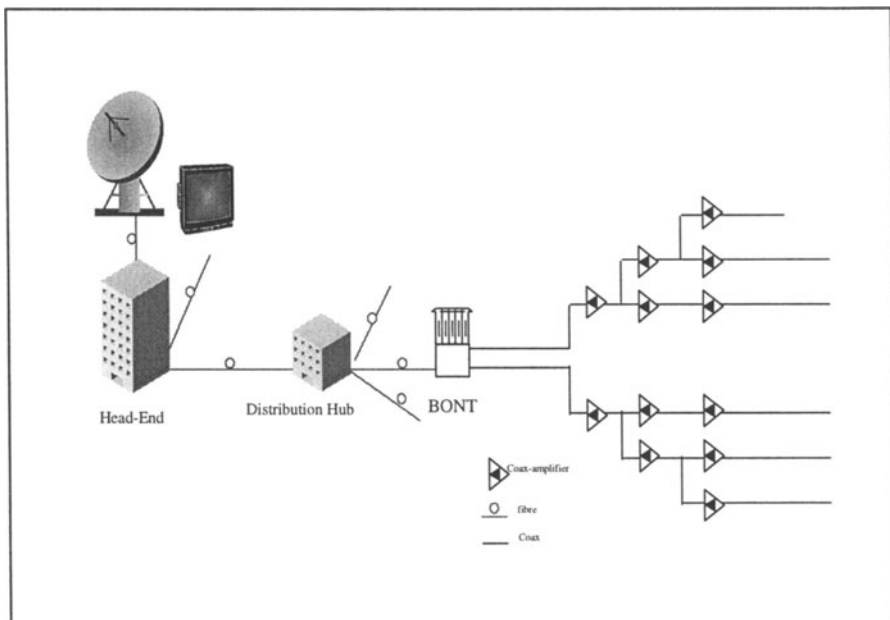 Head-End
Distribution Hub
BONT
Coax-amplifier
fibre
Coax